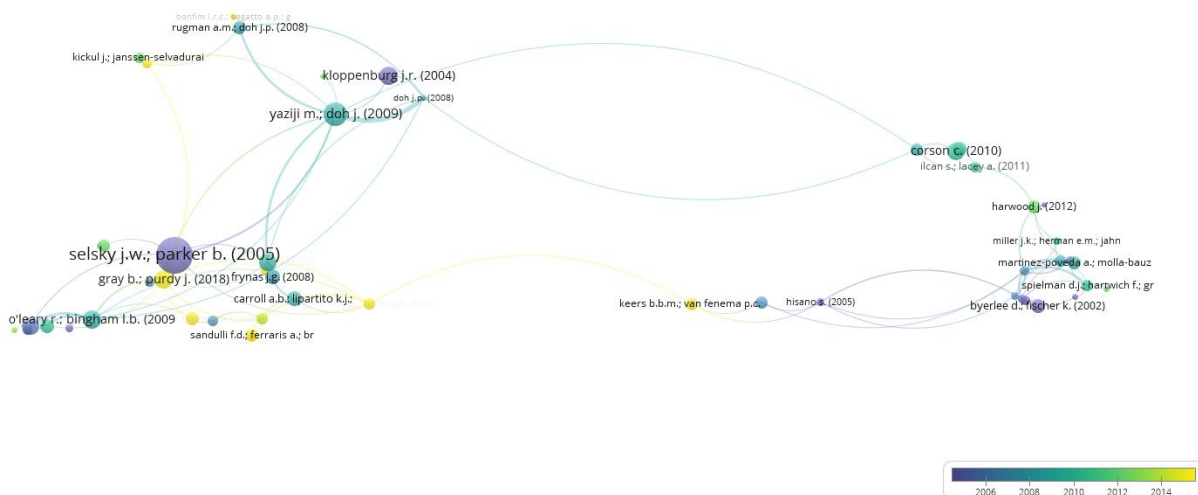 rugman a.m.; doh j.p. (2008)
kickul j.; janssen-selvadurai
kloppenburg j.r. (2004)
doh j.p. (2008)
yaziji m.; doh j. (2009)
corson c. (2010)
ilcan s.; lacey a. (2011)
harwood j. (2012)
miller j.k.; herman e.m.; jahn
selsky j.w.; parker b. (2005)
martinez-poveda a.; molla-bauz
gray b.; purdy j. (2018)
frynas j.g. (2008)
spielman d.j.; hartwich f.; gr
carroll a.b.; lipartito k.j.;
keers b.b.m.; van fenema p.c.
hisano s. (2005)
byerlee d.; fischer k. (2002)
o'leary r.; bingham l.b. (2009
sandulli f.d.; ferraris a.; br
2006 2008 2010 2012 2014